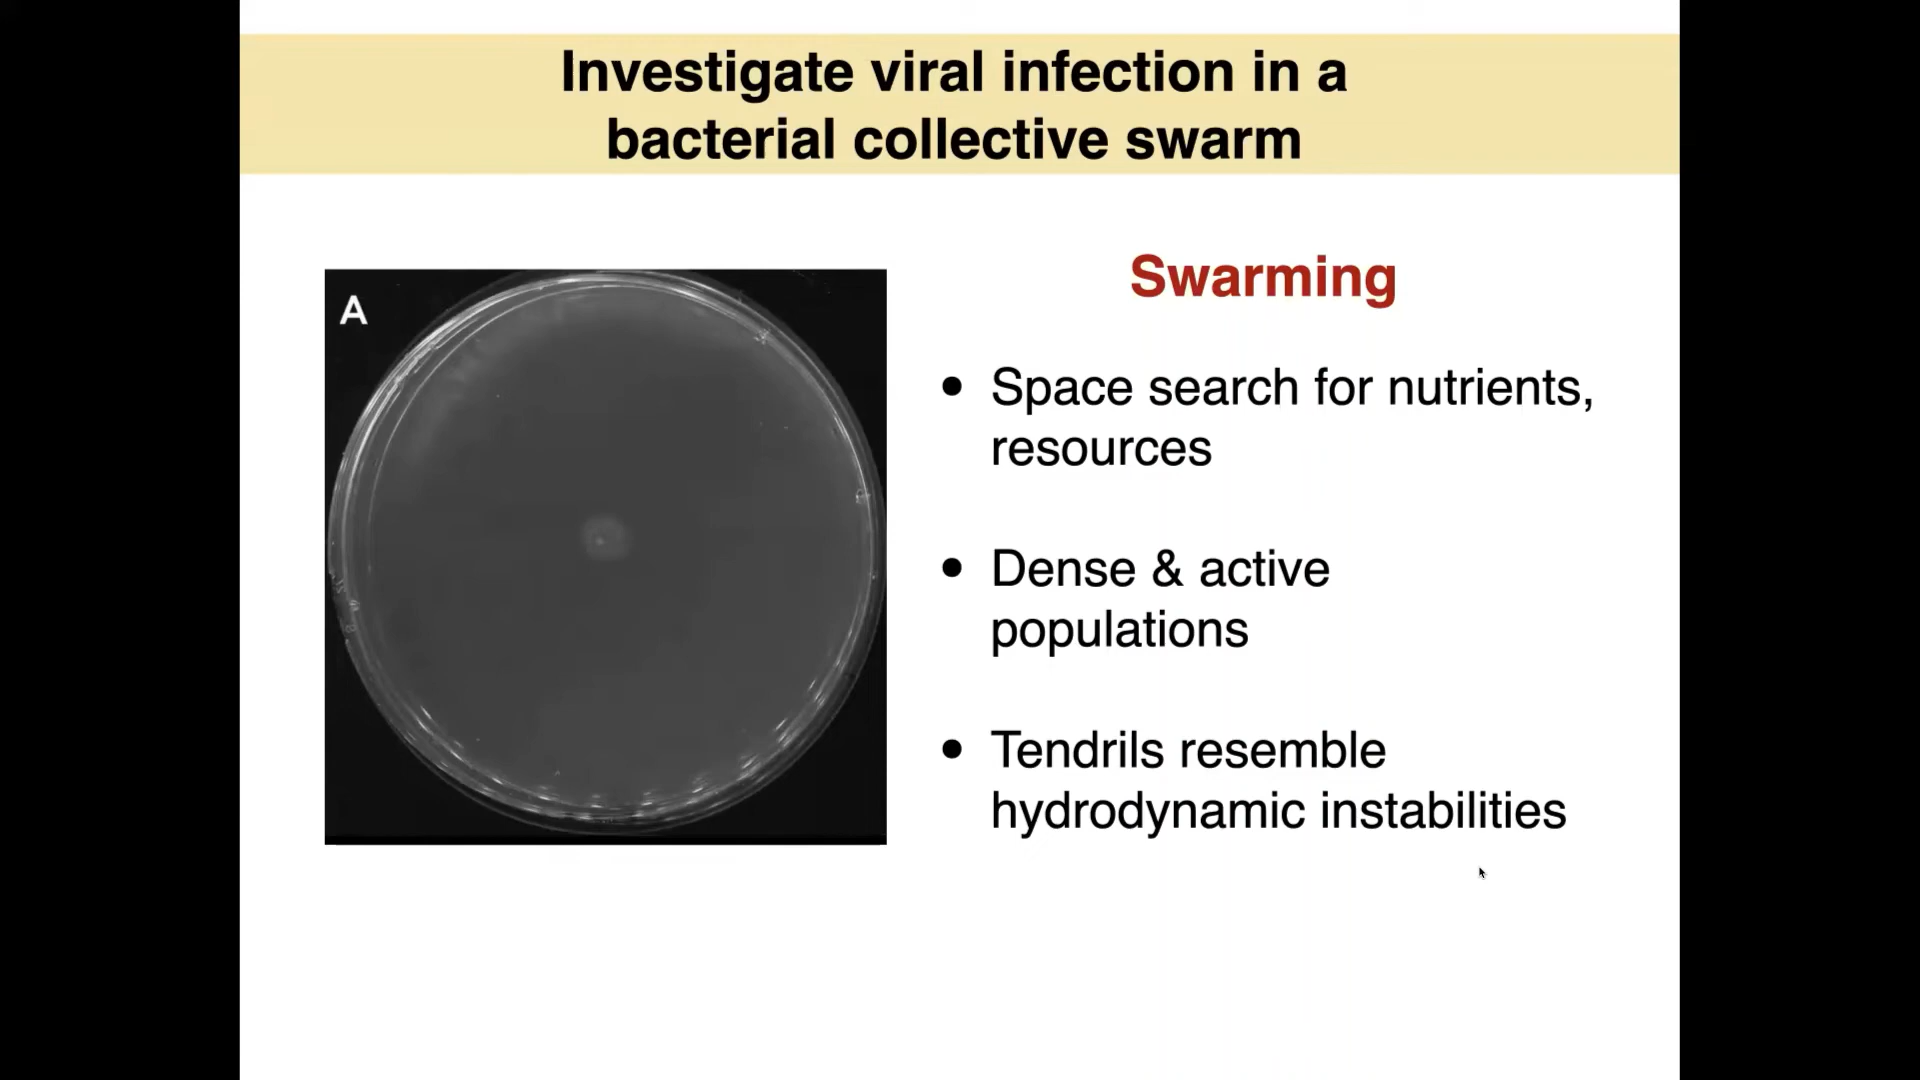 Investigate viral infection in a
bacterial collective swarm
A
Swarming
• Space search for nutrients,
resources
• Dense & active
populations
• Tendrils resemble
hydrodynamic instabilities